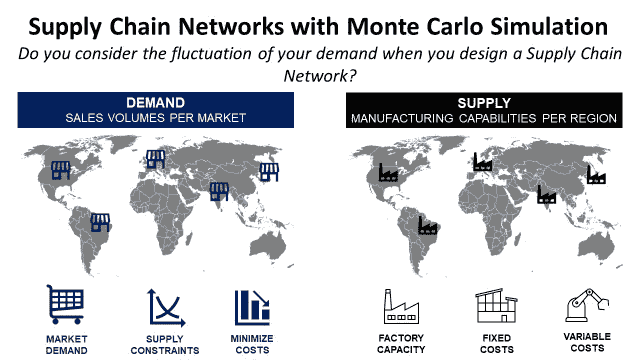 Supply Chain Networks with Monte Carlo Simulation
Do you consider the fluctuation of your demand when you design a Supply Chain
Network?
DEMAND
SALES VOLUMES PER MARKET
SUPPLY
MANUFACTURING CAPABILITIES PER REGION
MARKET
DEMAND
SUPPLY
CONSTRAINTS
MINIMIZE
COSTS
FACTORY
CAPACITY
FIXED
COSTS
VARIABLE
COSTS